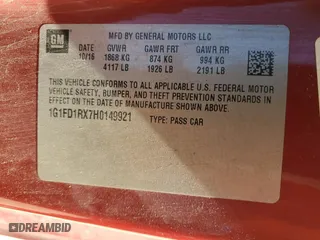 GM
MFD BY GENERAL MOTORS LLC
DATE GVWR GAWR FRT GAWR RR
10/16 1868 KG 874 KG 994 KG
4117 LB 1926 LB 2191 LB
THIS VEHICLE CONFORMS TO ALL APPLICABLE U.S. FEDERAL MOTOR
VEHICLE SAFETY, BUMPER, AND THEFT PREVENTION STANDARDS IN
EFFECT ON THE DATE OF MANUFACTURE SHOWN ABOVE.
1G1FD1RX7H0149921 TYPE: PASS CAR
DREAMBID